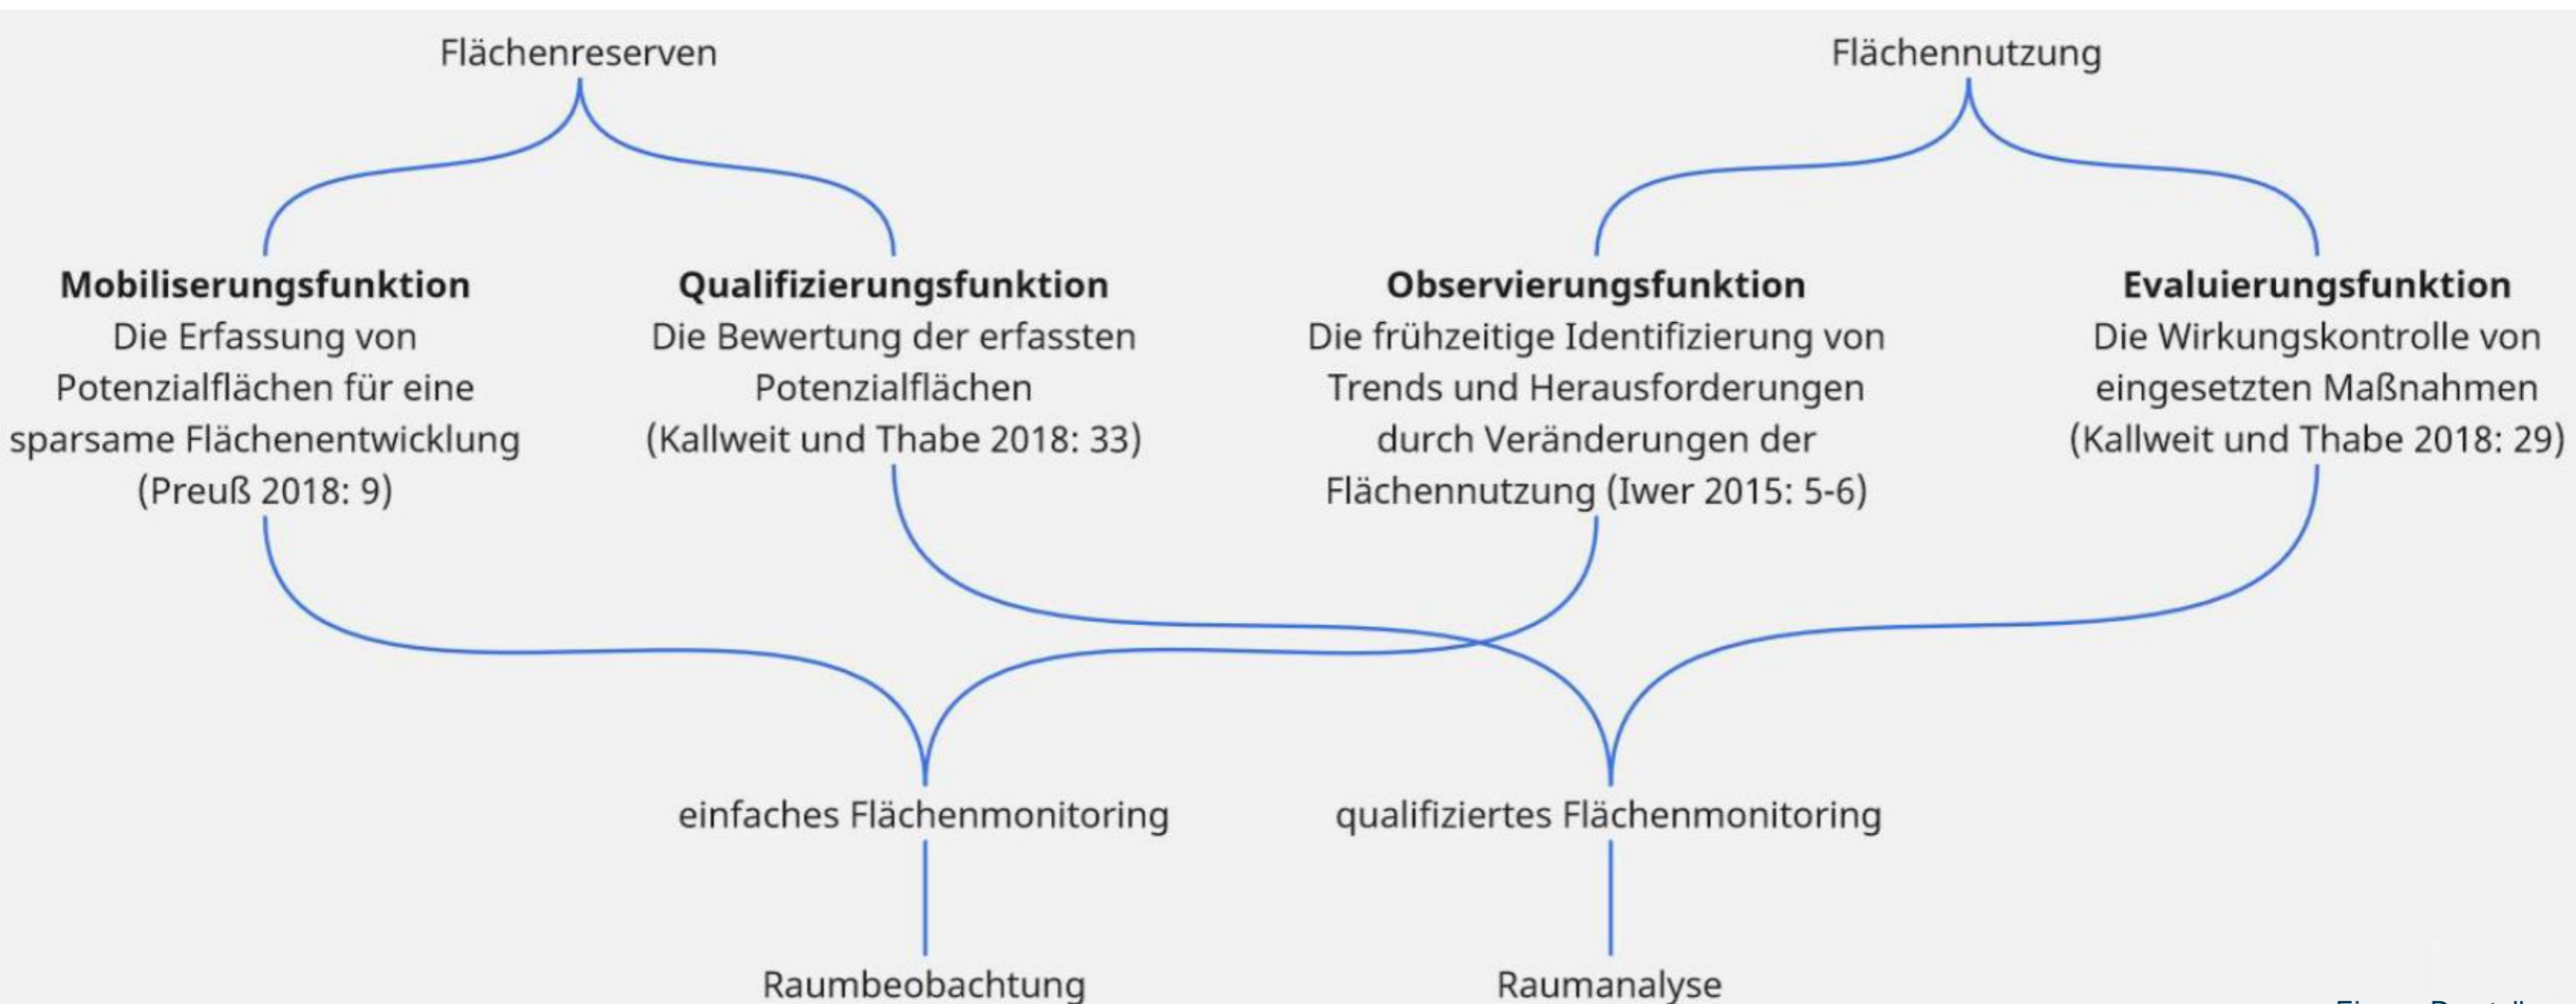 Flächenreserven
Flächennutzung
Mobiliserungsfunktion
Die Erfassung von
Potenzialflächen für eine
sparsame Flächenentwicklung
(Preuß 2018: 9)
Qualifizierungsfunktion
Die Bewertung der erfassten
Potenzialflächen
(Kallweit und Thabe 2018: 33)
Observierungsfunktion
Die frühzeitige Identifizierung von
Trends und Herausforderungen
durch Veränderungen der
Flächennutzung (Iwer 2015: 5-6)
Evaluierungsfunktion
Die Wirkungskontrolle von
eingesetzten Maßnahmen
(Kallweit und Thabe 2018: 29)
einfaches Flächenmonitoring
qualifiziertes Flächenmonitoring
Raumbeobachtung
Raumanalyse